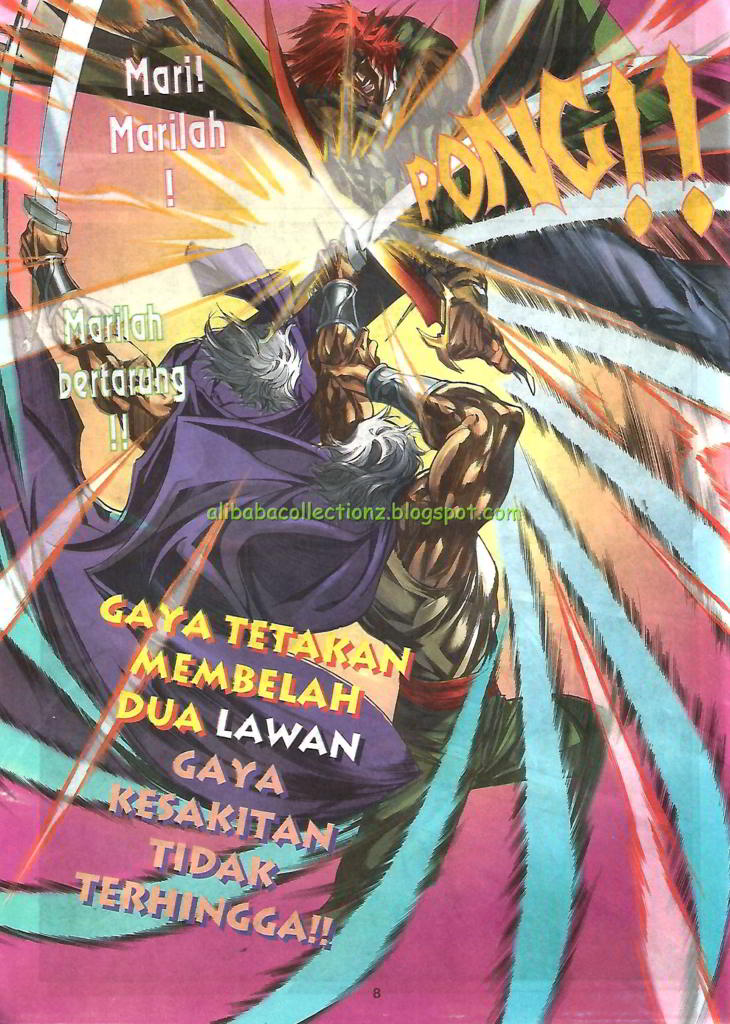 Mari!
Marilah
!
PONG!!
Marilah
bertarung
!!
alibabacollectionz.blogspot.com
GAYA TETAKAN
MEMBELAH
DUA LAWAN
GAYA
KESAKITAN
TIDAK
TERHINGGA!!
8